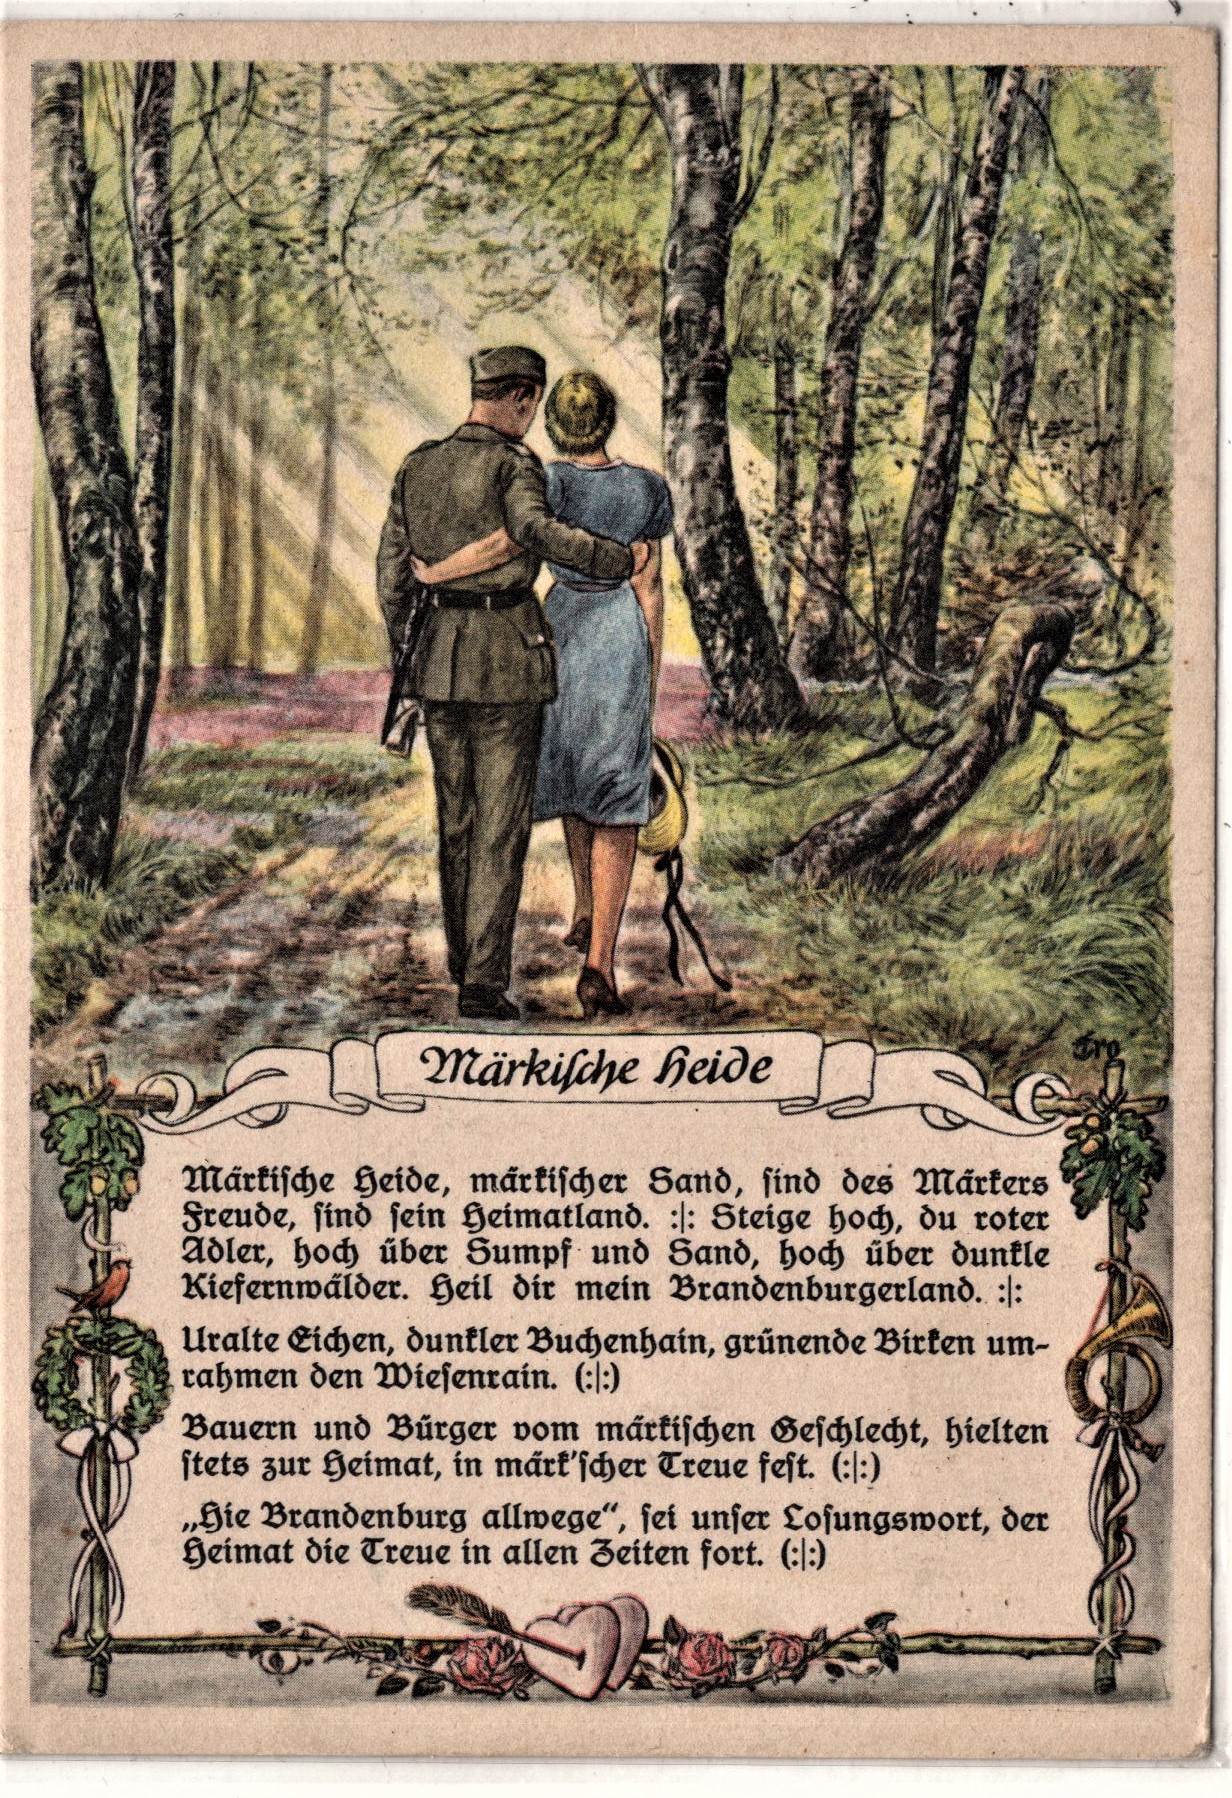 Tro
Märkische Heide
Märkische Heide, märkischer Sand, sind des Märkers
Freude, sind sein Heimatland. :|: Steige hoch, du roter
Adler, hoch über Sumpf und Sand, hoch über dunkle
Kiefernwälder. Heil dir mein Brandenburgerland. :|:
Uralte Eichen, dunkler Buchenhain, grünende Birken um-
rahmen den Wiesenrain. (:|:)
Bauern und Bürger vom märkischen Geschlecht, hielten
stets zur Heimat, in märk'scher Treue fest. (:|:)
„Hie Brandenburg allwege“, sei unser Losungswort, der
Heimat die Treue in allen Zeiten fort. (:|:)